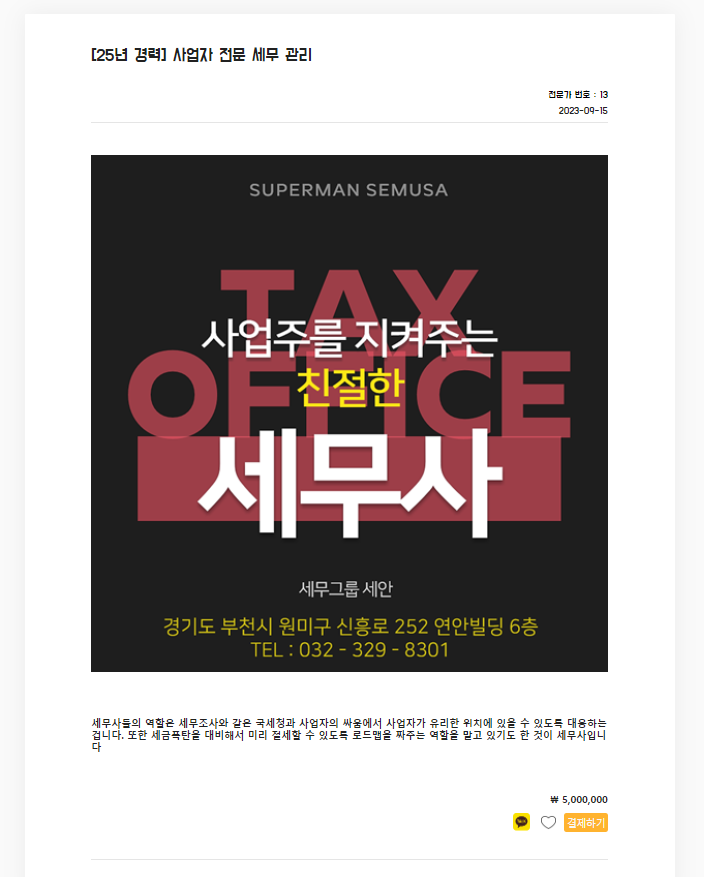 [25년 경력] 사업자 전문 세무 관리
전문가 번호 : 13
2023-09-15
SUPERMAN SEMUSA
TAX
사업주를 지켜주는
OFFICE
친절한
세무사
세무그룹 세안
경기도 부천시 원미구 신흥로 252 연안빌딩 6층
TEL : 032 - 329 - 8301
세무사들의 역할은 세무조사와 같은 국세청과 사업자의 싸움에서 사업자가 유리한 위치에 있을 수 있도록 대응하는
겁니다. 또한 세금폭탄을 대비해서 미리 절세할 수 있도록 로드맵을 짜주는 역할을 맡고 있기도 한 것이 세무사입니
다
₩ 5,000,000
결제하기